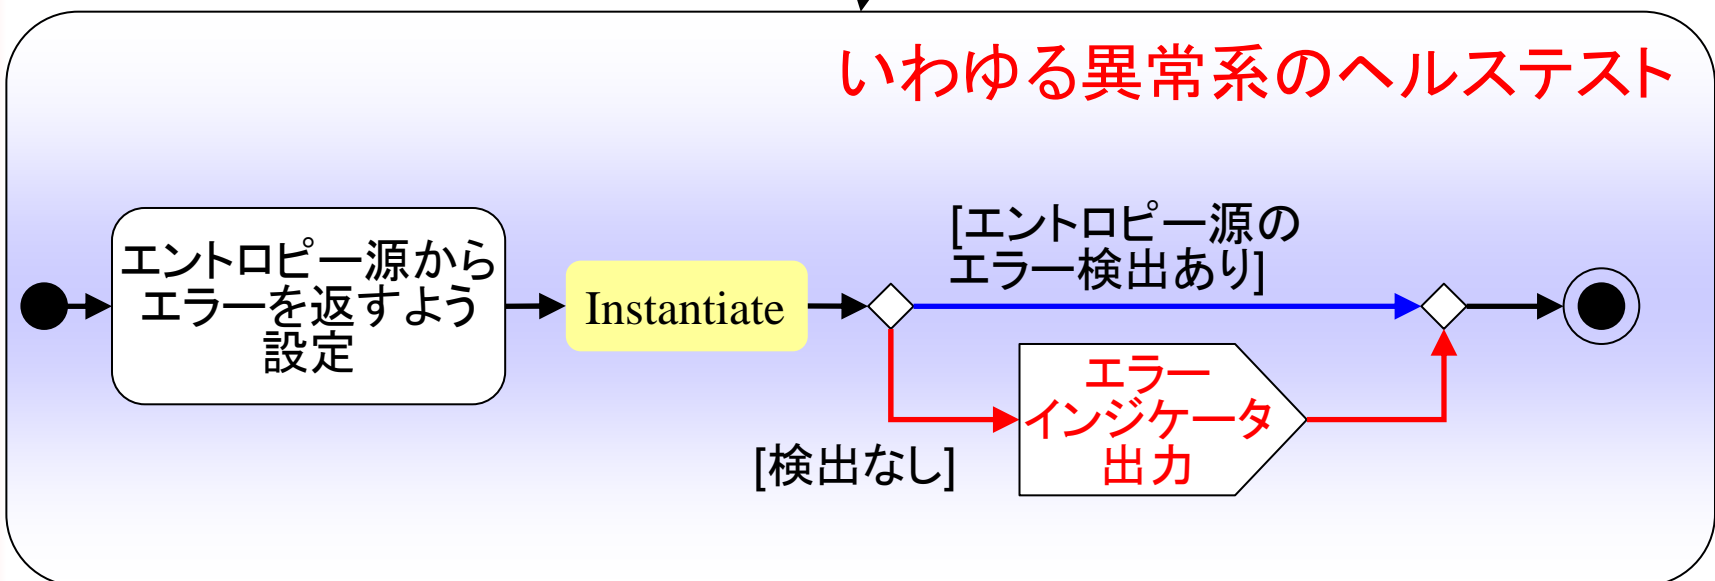 いわゆる異常系のヘルステスト
エントロピー源から
エラーを返すよう
設定
Instantiate
[エントロピー源の
エラー検出あり]
エラー
インジケータ
出力
[検出なし]